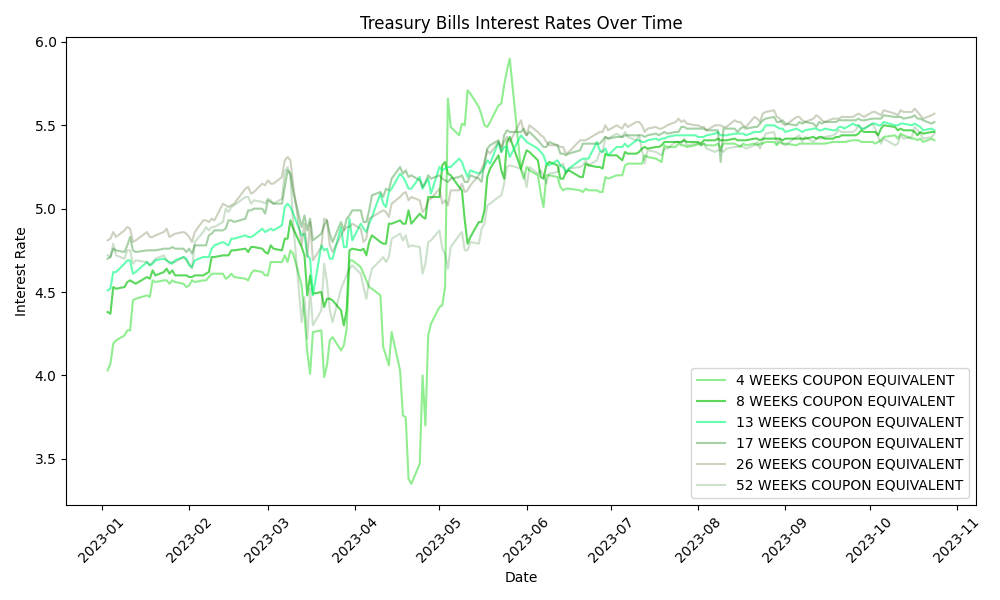 Treasury Bills Interest Rates Over Time
6.0
5.5
5.0
4.5
4.0
3.5
Interest Rate
4 WEEKS COUPON EQUIVALENT
8 WEEKS COUPON EQUIVALENT
13 WEEKS COUPON EQUIVALENT
17 WEEKS COUPON EQUIVALENT
26 WEEKS COUPON EQUIVALENT
52 WEEKS COUPON EQUIVALENT
2023-01
2023-02
2023-03
2023-04
2023-05
2023-06
2023-07
2023-08
2023-09
2023-10
2023-11
Date